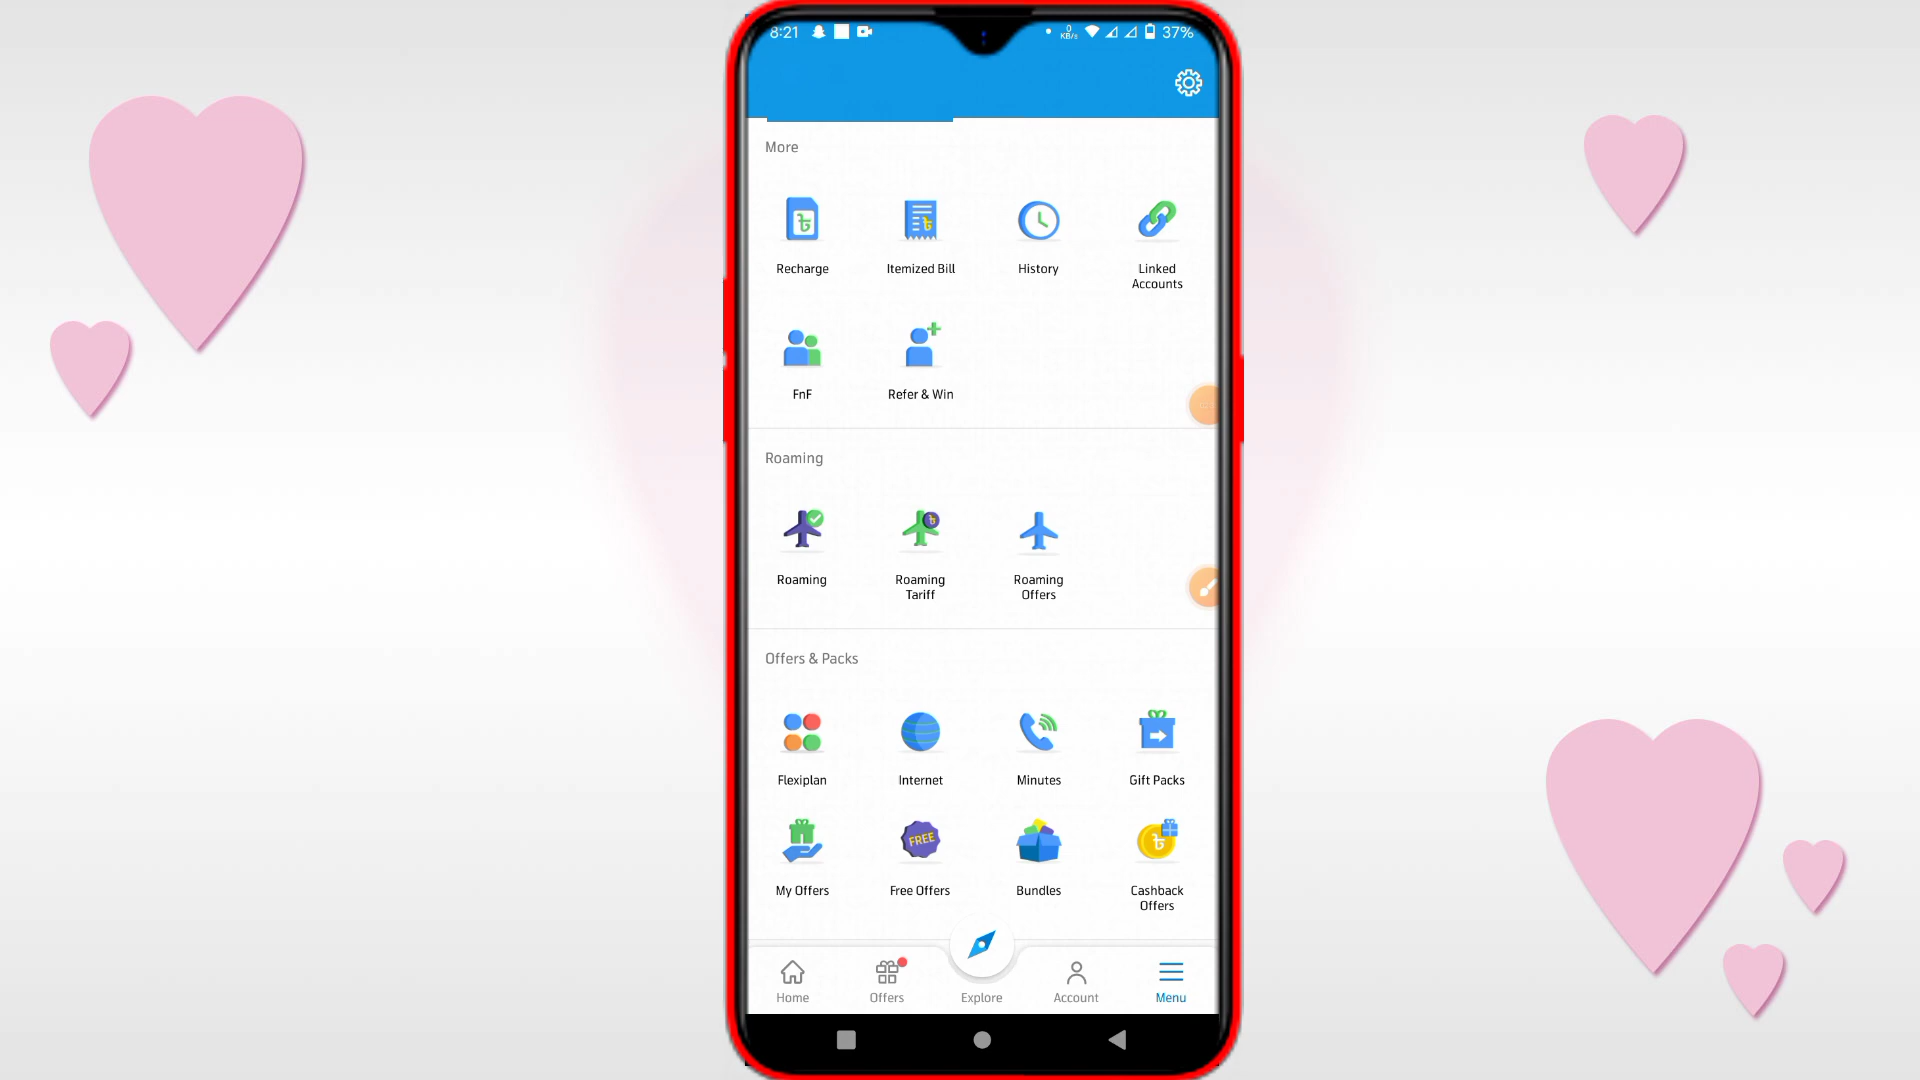 8:21
0
KB/s
37%
More
Recharge
Itemized Bill
History
Linked
Accounts
FnF
Refer & Win
Roaming
Roaming
Roaming
Tariff
Roaming
Offers
Offers & Packs
Flexiplan
Internet
Minutes
Gift Packs
My Offers
FREE
Free Offers
Bundles
Cashback
Offers
Home
Offers
Explore
Account
Menu